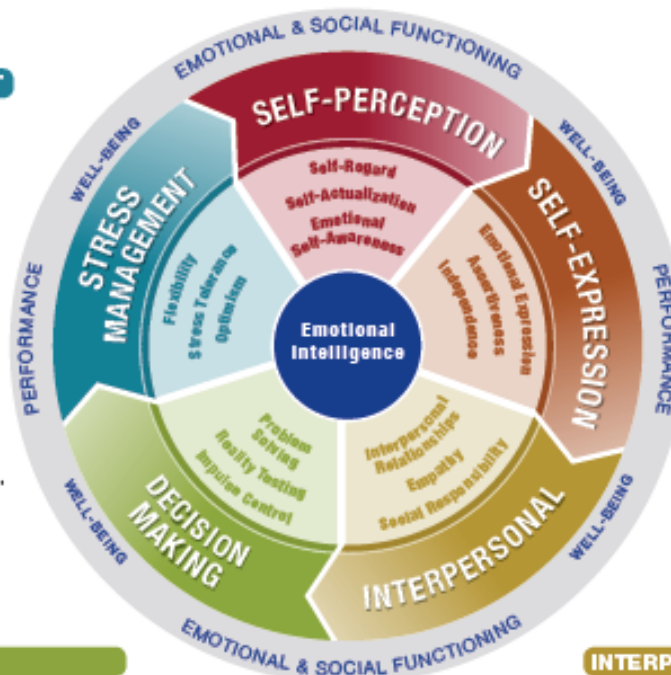 EMOTIONAL & SOCIAL FUNCTIONING
WELL-BEING
WELL-BEING
PERFORMANCE
PERFORMANCE
SELF-PERCEPTION
Self-Regard
Self-Actualization
Emotional
Self-Awareness
SELF-EXPRESSION
Emotional Expression
Assertiveness
Independence
STRESS
MANAGEMENT
Flexibility
Stress Tolerance
Optimism
Emotional
Intelligence
DECISION
MAKING
Problem
Solving
Reality Testing
Impulse Control
INTERPERSONAL
Interpersonal
Relationships
Empathy
Social Responsibility
WELL-BEING
WELL-BEING
EMOTIONAL & SOCIAL FUNCTIONING
INTERP